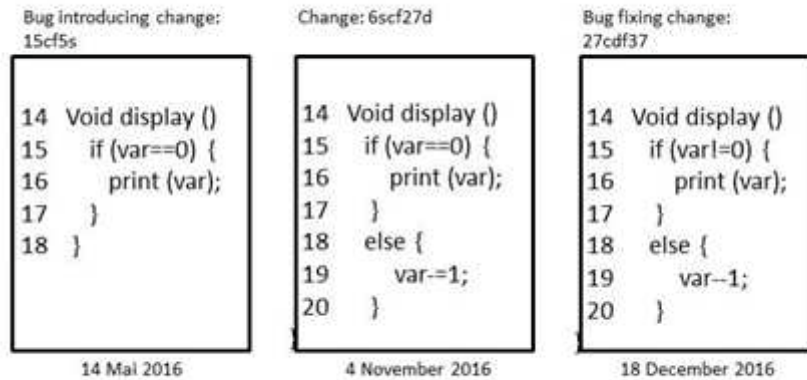 Bug introducing change:
15cf5s
14 Void display ()
15 if (var==0) {
16 print (var);
17 }
18 }
14 Mai 2016
Change: 6scf27d
14 Void display ()
15 if (var==0) {
16 print (var);
17 }
18 else {
19 var-=1;
20 }
}
4 November 2016
Bug fixing change:
27cdf37
14 Void display ()
15 if (var!=0) {
16 print (var);
17 }
18 else {
19 var--1;
20 }
}
18 December 2016